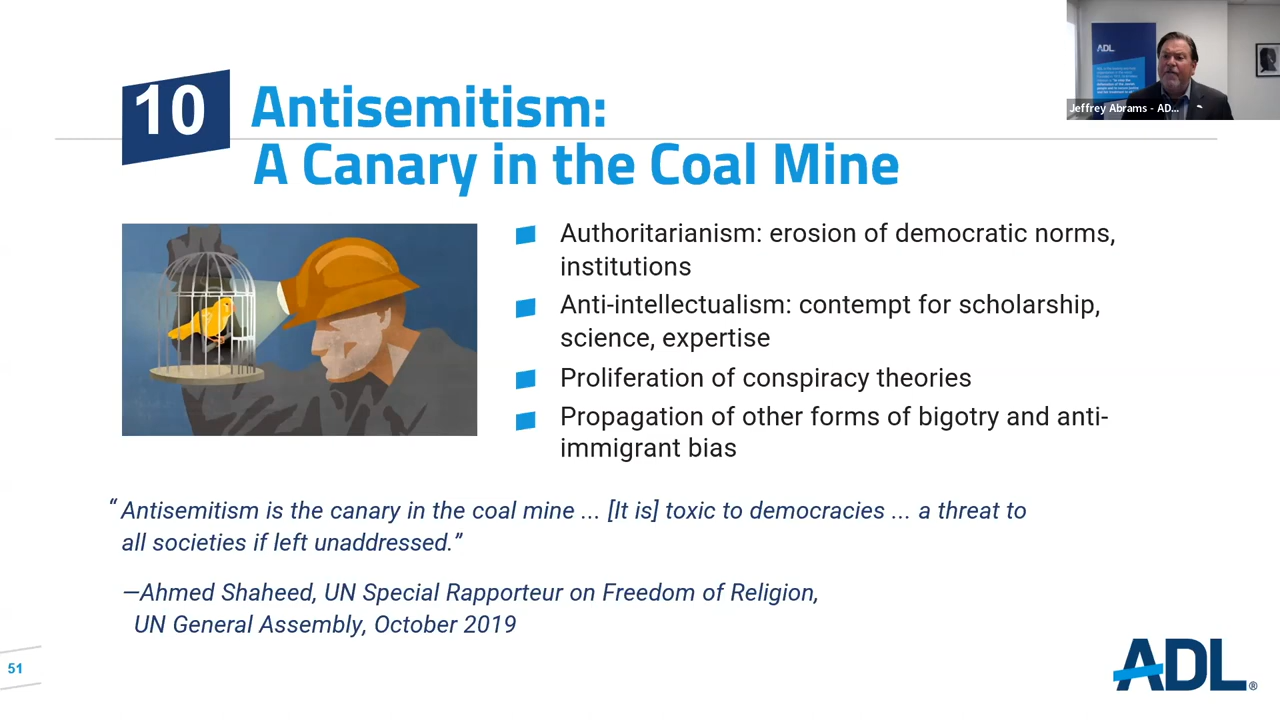 10
Antisemitism:
A Canary in the Coal Mine
ADL
Jeffrey Abrams - AD...
Authoritarianism: erosion of democratic norms,
institutions
Anti-intellectualism: contempt for scholarship,
science, expertise
Proliferation of conspiracy theories
Propagation of other forms of bigotry and anti-
immigrant bias
“Antisemitism is the canary in the coal mine ... [It is] toxic to democracies ... a threat to
all societies if left unaddressed.”
—Ahmed Shaheed, UN Special Rapporteur on Freedom of Religion,
UN General Assembly, October 2019
51
ADL®